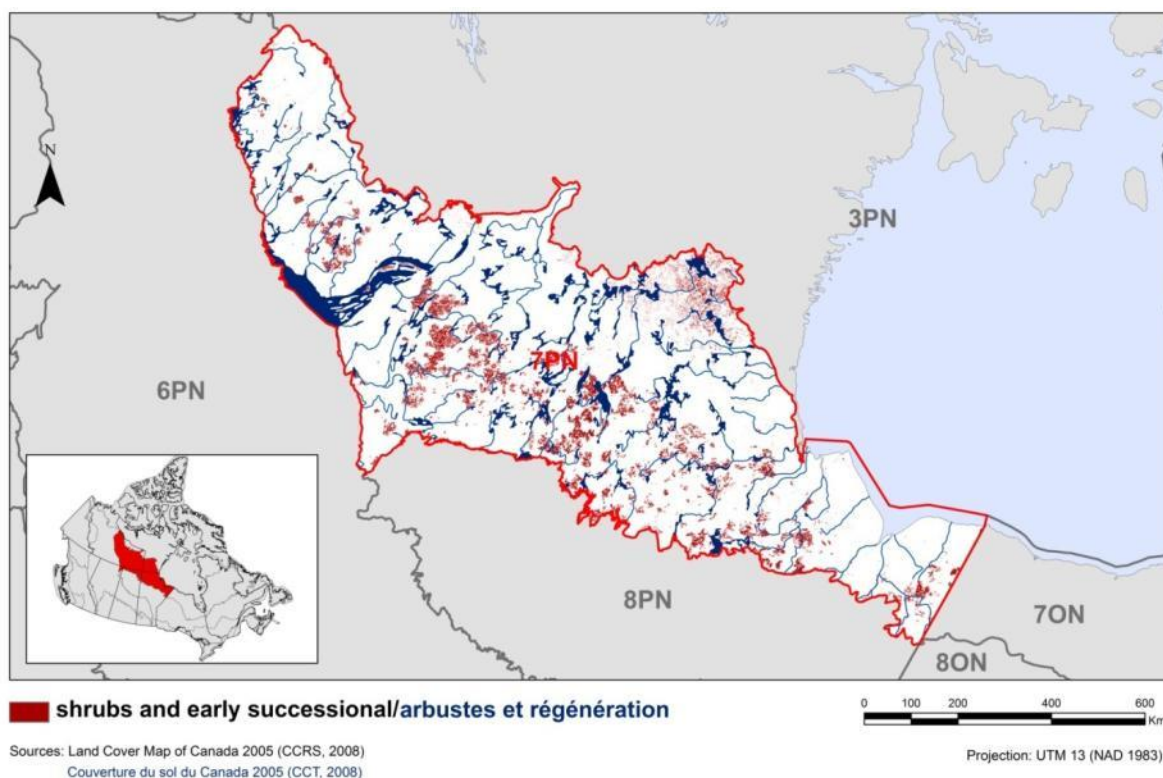 N
3PN
7PN
6PN
8PN
7ON
8ON
shrubs and early successional/arbustes et régénération
0 100 200 400 600
Km
Sources: Land Cover Map of Canada 2005 (CCRS, 2008)
Couverture du sol du Canada 2005 (CCT, 2008)
Projection: UTM 13 (NAD 1983)